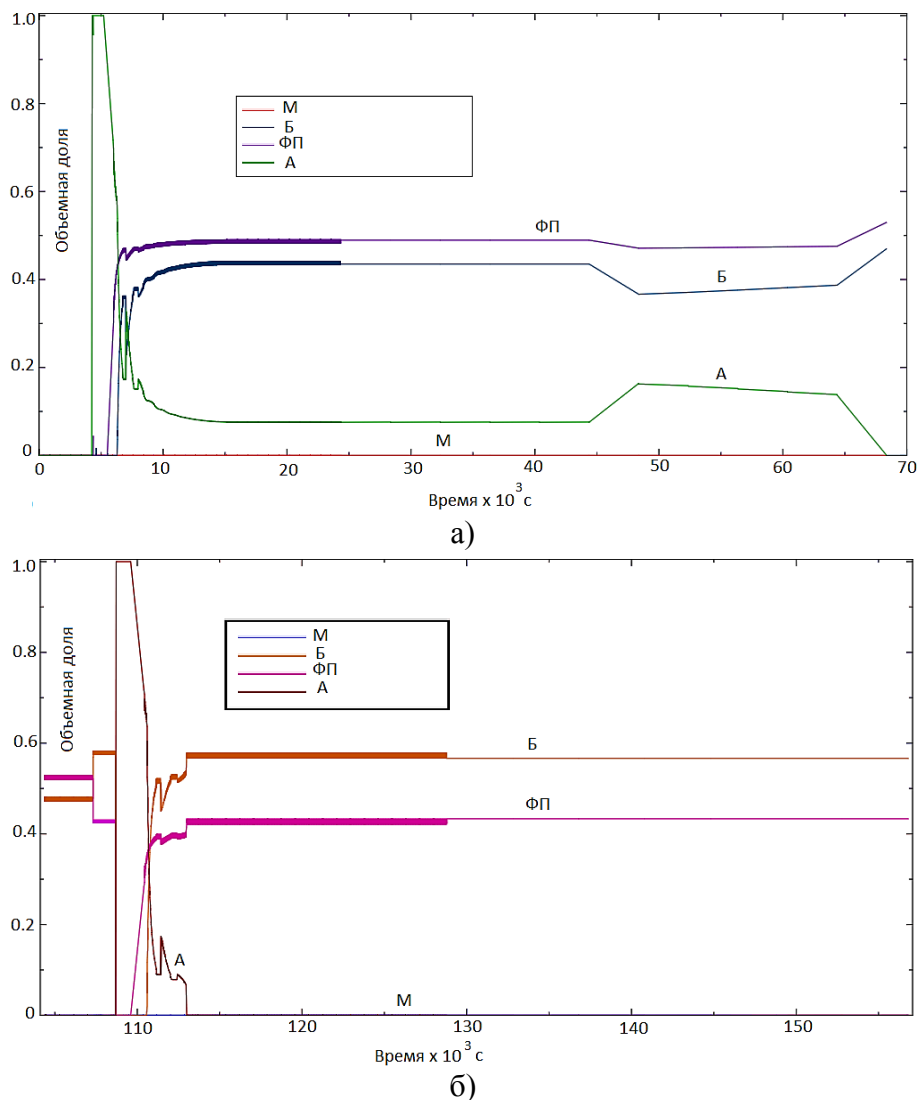 1.0
0.8
0.6
0.4
0.2
0
Объемная доля
М
Б
ФП
А
ФП
Б
А
М
0 10 20 30 40 50 60 70
Время x 10³ с
а)
1.0
0.8
0.6
0.4
0.2
0
Объемная доля
М
Б
ФП
А
Б
ФП
А
М
110 120 130 140 150
Время x 10³ с
б)